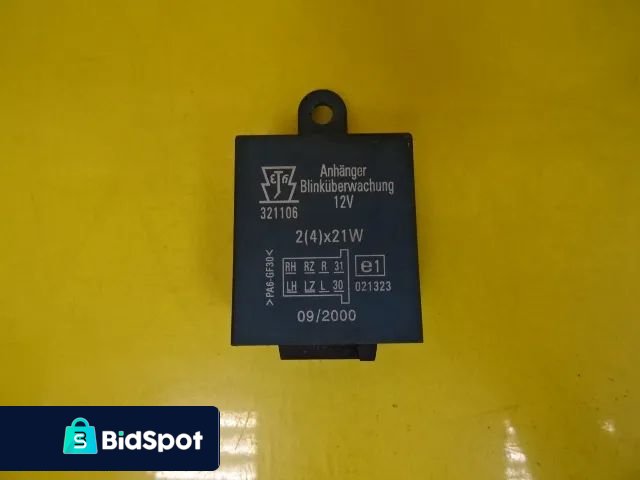 ETG
321106
Anhänger
Blinküberwachung
12V
2(4)x21W
>PA6-GF30<
RH RZ R 31
LH LZ L 30
e1
021323
09/2000
BidSpot